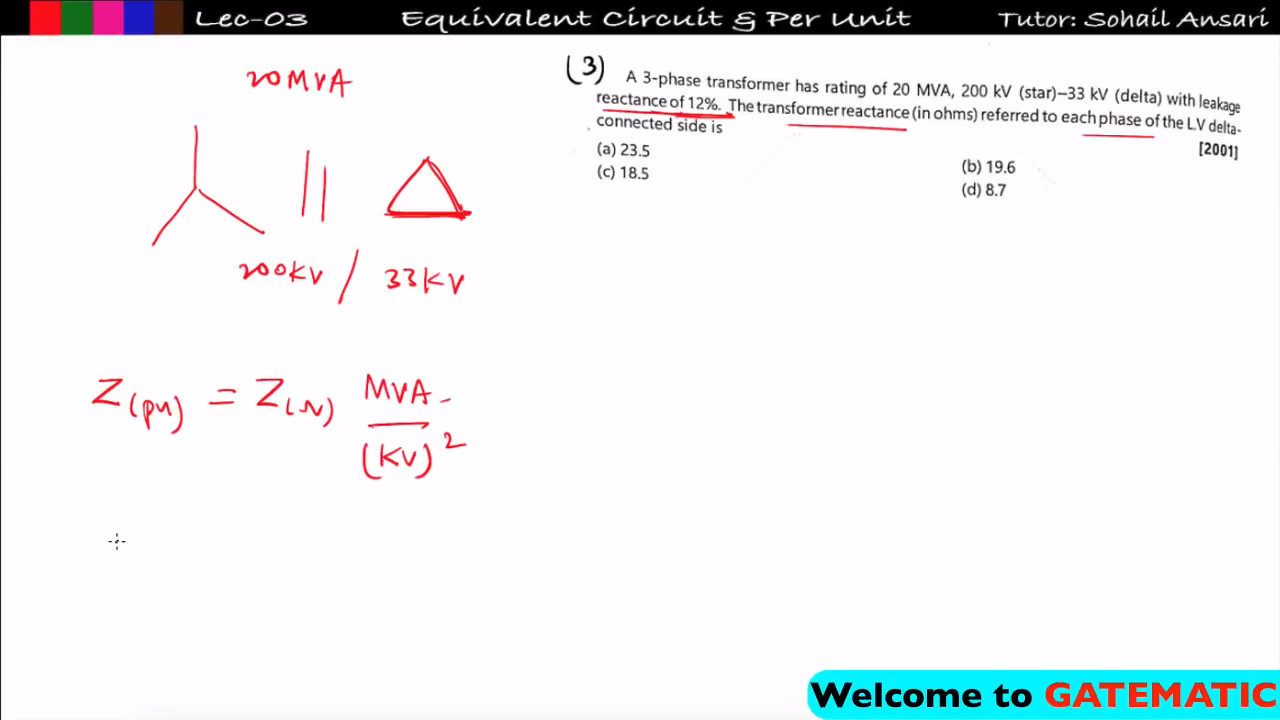 Lec-03 Equivalent Circuit & Per Unit Tutor: Sohail Ansari
20 MVA
200KV / 33KV
Z(pu) = Z(Ω) MVA
(KV)²
(3)
A 3-phase transformer has rating of 20 MVA, 200 kV (star)–33 kV (delta) with leakage
reactance of 12%. The transformer reactance (in ohms) referred to each phase of the L.V delta-
connected side is
[2001]
(a) 23.5
(b) 19.6
(c) 18.5
(d) 8.7
Welcome to GATEMATIC